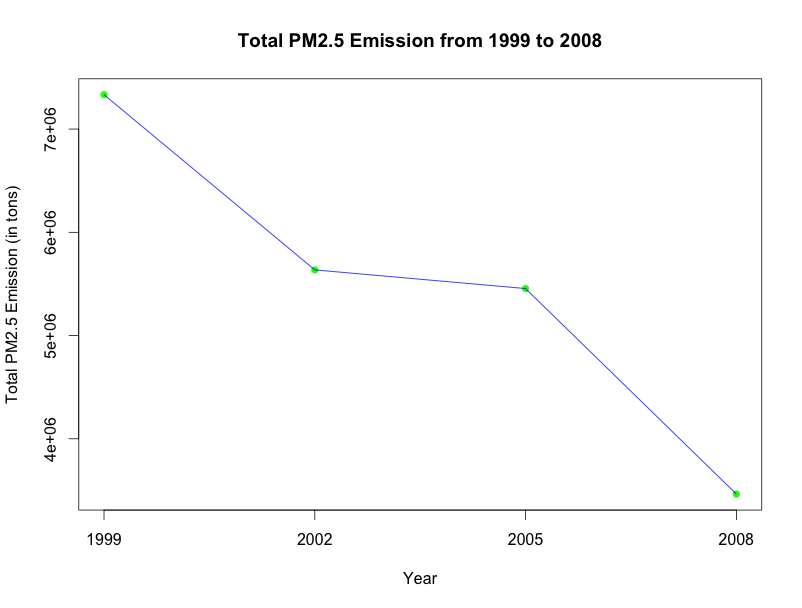 Total PM2.5 Emission from 1999 to 2008
Total PM2.5 Emission (in tons)
7e+06
6e+06
5e+06
4e+06
1999 2002 2005 2008
Year